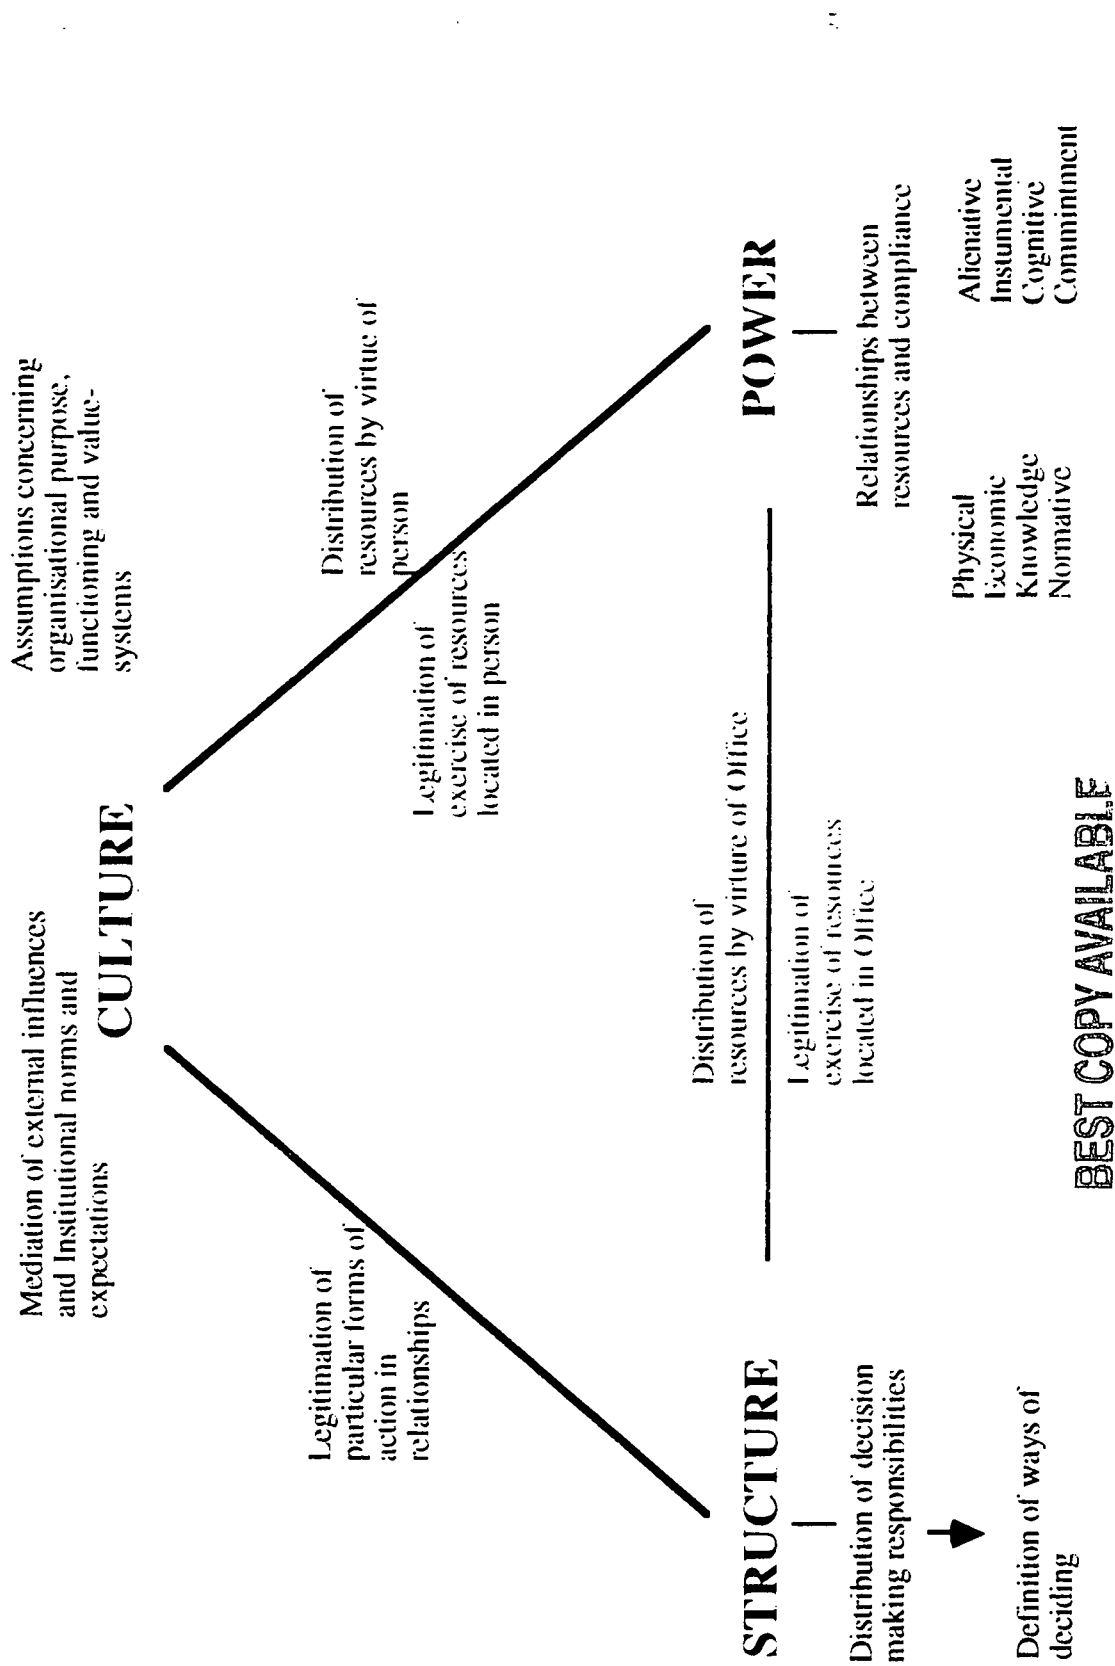 Mediation of external influences
and Institutional norms and
expectations
CULTURE
Assumptions concerning
organisational purpose,
functioning and value-
systems
Legitimation of
particular forms of
action in
relationships
Distribution of
resources by virtue of
person
Legitimation of
exercise of resources
located in person
Distribution of
resources by virture of Office
Legitimation of
exercise of resources
located in Office
STRUCTURE
Distribution of decision
making responsibilities
Definition of ways of
deciding
POWER
Relationships between
resources and compliance
Physical
Economic
Knowledge
Normative
Alienative
Instumental
Cognitive
Commintment
BEST COPY AVAILABLE